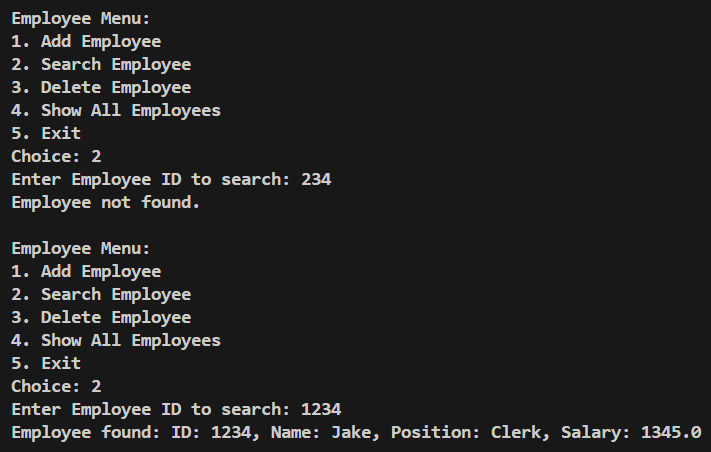 Employee Menu:
1. Add Employee
2. Search Employee
3. Delete Employee
4. Show All Employees
5. Exit
Choice: 2
Enter Employee ID to search: 234
Employee not found.

Employee Menu:
1. Add Employee
2. Search Employee
3. Delete Employee
4. Show All Employees
5. Exit
Choice: 2
Enter Employee ID to search: 1234
Employee found: ID: 1234, Name: Jake, Position: Clerk, Salary: 1345.0